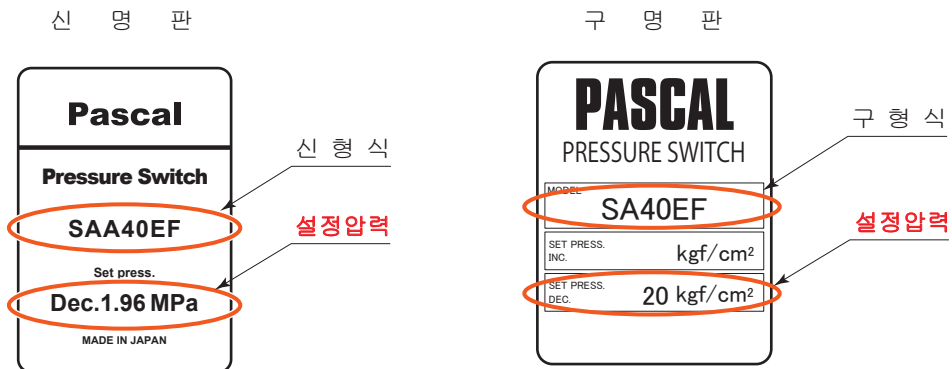 신 명 판
Pascal
Pressure Switch
SAA40EF
Set press.
Dec.1.96 MPa
MADE IN JAPAN
신 형 식
설정압력
구 명 판
PASCAL
PRESSURE SWITCH
MODEL
SA40EF
SET PRESS.
INC.
kgf/cm²
SET PRESS.
DEC.
20 kgf/cm²
구 형 식
설정압력